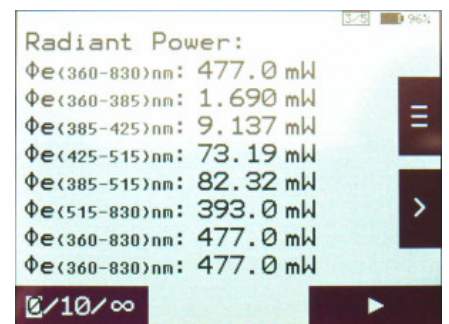 3/5 96%
Radiant Power:
Φe(360-830)nm: 477.0 mW
Φe(360-385)nm: 1.690 mW
Φe(385-425)nm: 9.137 mW
Φe(425-515)nm: 73.19 mW
Φe(385-515)nm: 82.32 mW
Φe(515-830)nm: 393.0 mW
Φe(360-830)nm: 477.0 mW
Φe(360-830)nm: 477.0 mW
0/10/∞